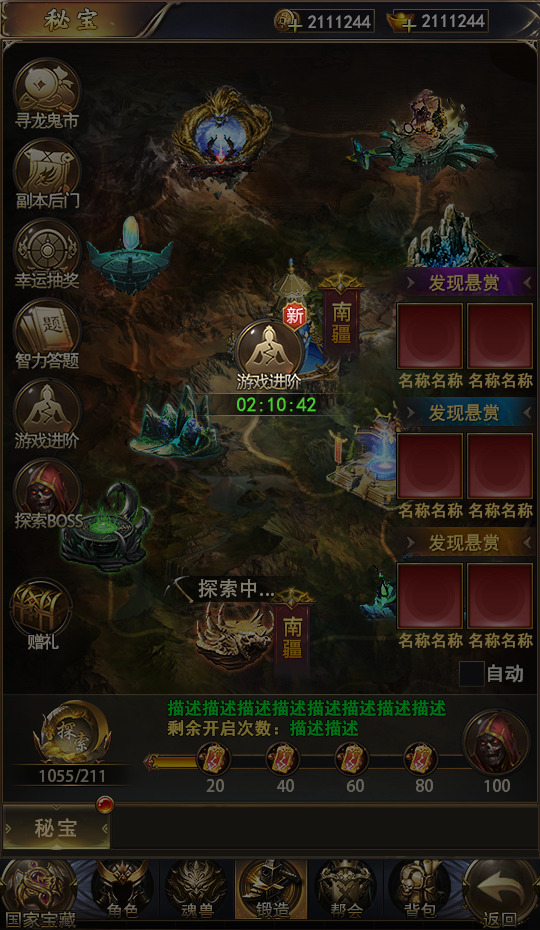 秘宝
2111244
2111244
寻龙鬼市
副本后门
幸运抽奖
智力答题
题
游戏进阶
探索BOSS
赠礼
南疆
新
游戏进阶
02:10:42
发现悬赏
名称名称 名称名称
发现悬赏
名称名称 名称名称
发现悬赏
名称名称 名称名称
自动
探索中...
南疆
描述描述描述描述描述描述描述描述
剩余开启次数：描述描述
探索
1055/211
20 40 60 80 100
秘宝
国家宝藏 角色 魂兽 锻造 帮会 背包 返回